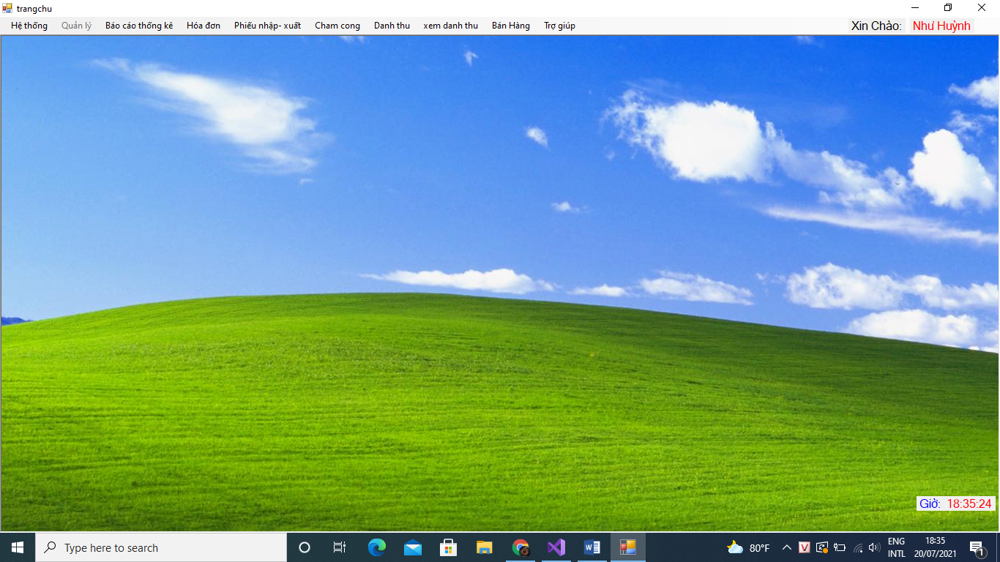 trangchu
Hệ thống Quản lý Báo cáo thống kê Hóa đơn Phiếu nhập- xuất Cham cong Danh thu xem danh thu Bán Hàng Trợ giúp Xin Chào: Như Huỳnh
Giờ: 18:35:24
Type here to search 80°F V ENG 18:35
INTL 20/07/2021 1